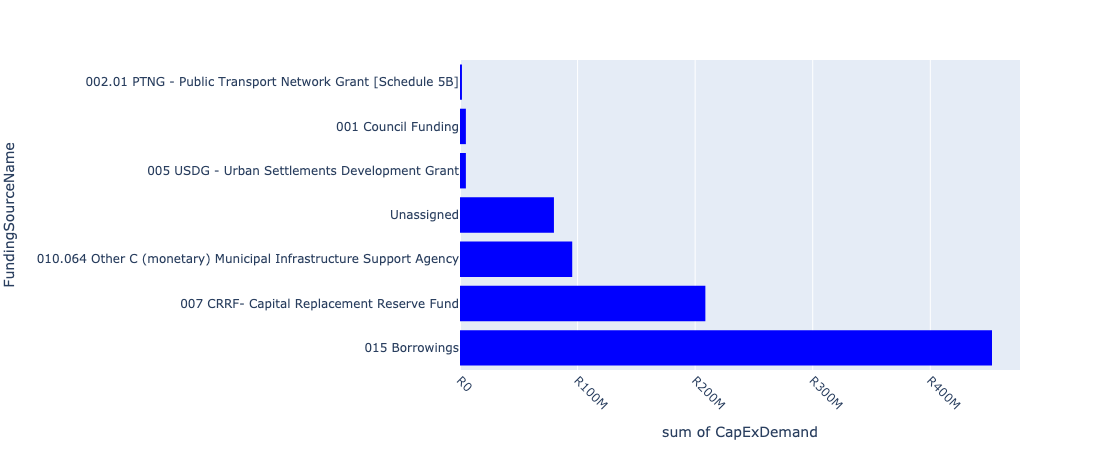 002.01 PTNG - Public Transport Network Grant [Schedule 5B]
001 Council Funding
005 USDG - Urban Settlements Development Grant
Unassigned
010.064 Other C (monetary) Municipal Infrastructure Support Agency
007 CRRF- Capital Replacement Reserve Fund
015 Borrowings
FundingSourceName
R0
R100M
R200M
R300M
R400M
sum of CapExDemand